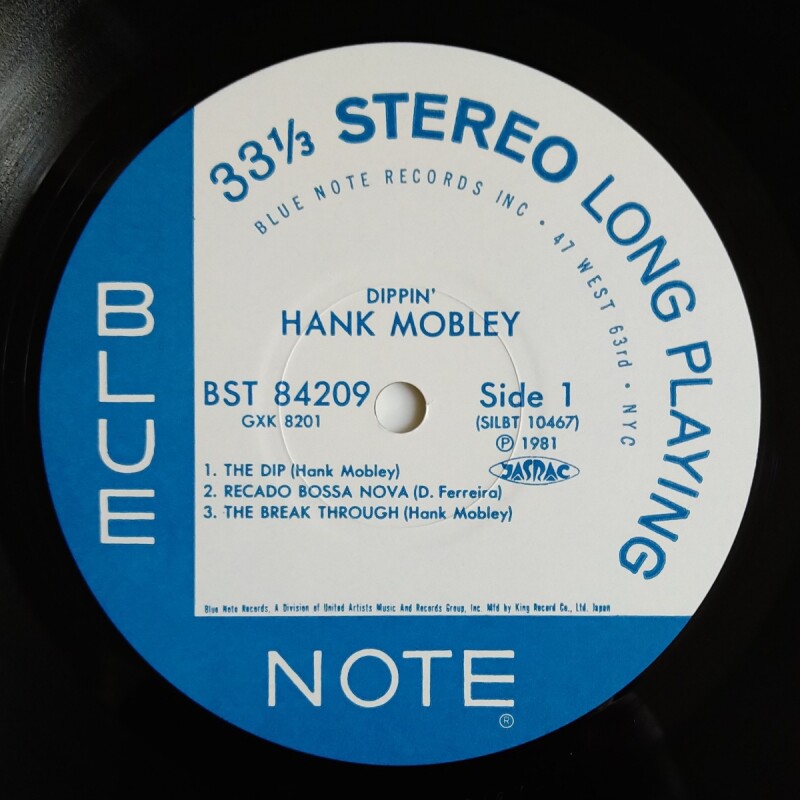 33⅓ STEREO LONG PLAYING
BLUE NOTE RECORDS INC • 47 WEST 63rd • NYC
DIPPIN'
HANK MOBLEY
BST 84209
GXK 8201
Side 1
(SILBT 10467)
℗ 1981
JASRAC
1. THE DIP (Hank Mobley)
2. RECADO BOSSA NOVA (D. Ferreira)
3. THE BREAK THROUGH (Hank Mobley)
Blue Note Records, A Division of United Artists Music And Records Group, Inc. Mfd by King Record Co., Ltd. Japan
BLUE
NOTE
®